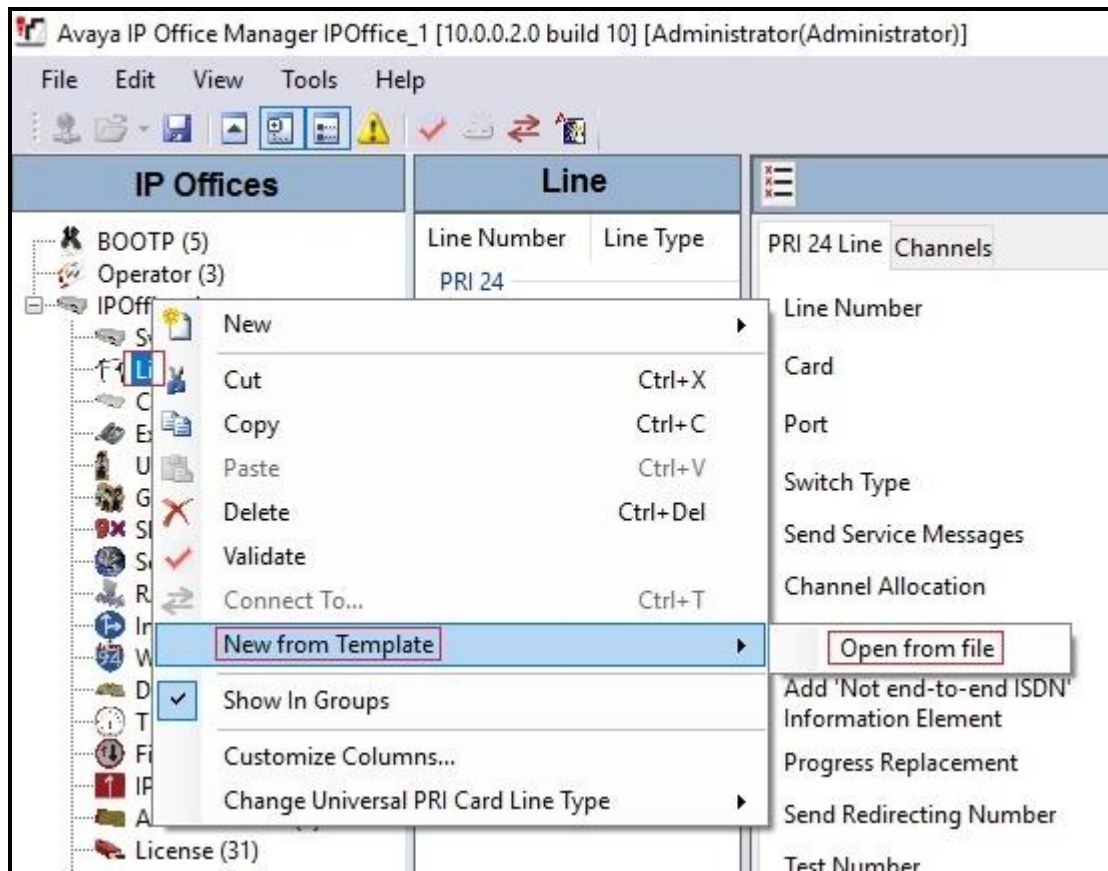 Avaya IP Office Manager IPOffice_1 [10.0.0.2.0 build 10] [Administrator(Administrator)]
File Edit View Tools Help
IP Offices
Line
BOOTP (5)
Operator (3)
License (31)
Line Number Line Type
PRI 24
New
Cut Ctrl+X
Copy Ctrl+C
Paste Ctrl+V
Delete Ctrl+Del
Validate
Connect To... Ctrl+T
New from Template
Open from file
Show In Groups
Customize Columns...
Change Universal PRI Card Line Type
PRI 24 Line Channels
Line Number
Card
Port
Switch Type
Send Service Messages
Channel Allocation
Add 'Not end-to-end ISDN'
Information Element
Progress Replacement
Send Redirecting Number
Test Number